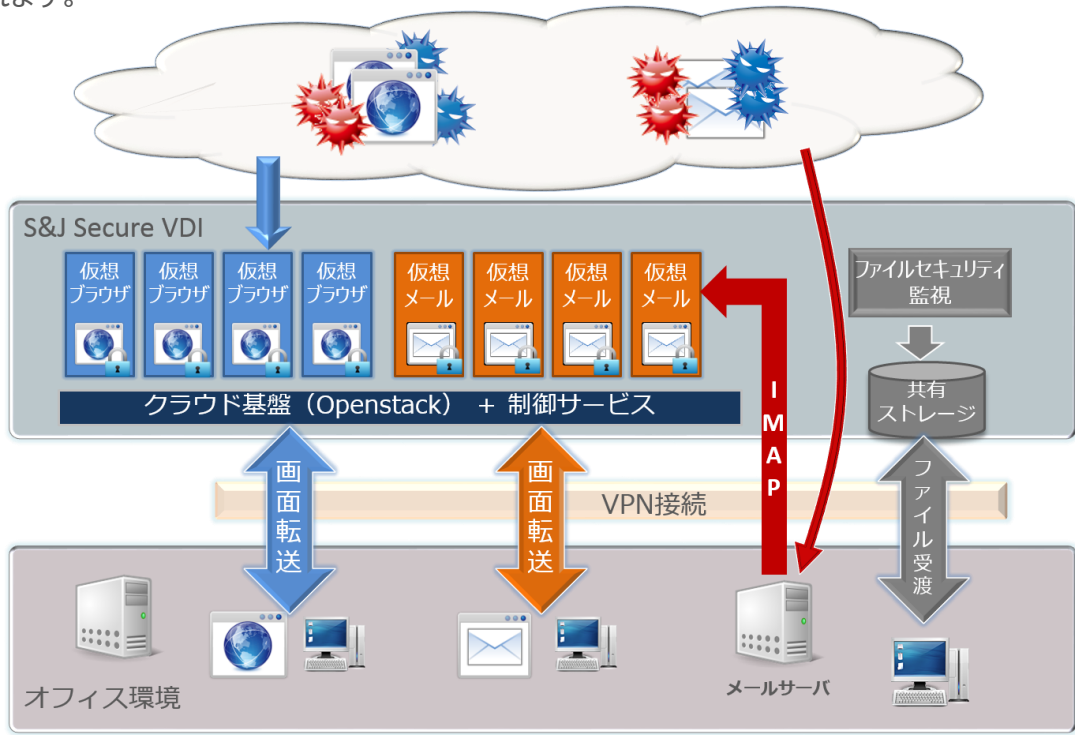 れます。
S&J Secure VDI
仮想
ブラウザ
仮想
ブラウザ
仮想
ブラウザ
仮想
ブラウザ
仮想
メール
仮想
メール
仮想
メール
仮想
メール
ファイルセキュリティ
監視
共有
ストレージ
クラウド基盤（Openstack） + 制御サービス
IMAP
画面転送
画面転送
VPN接続
ファイル受渡
メールサーバ
オフィス環境